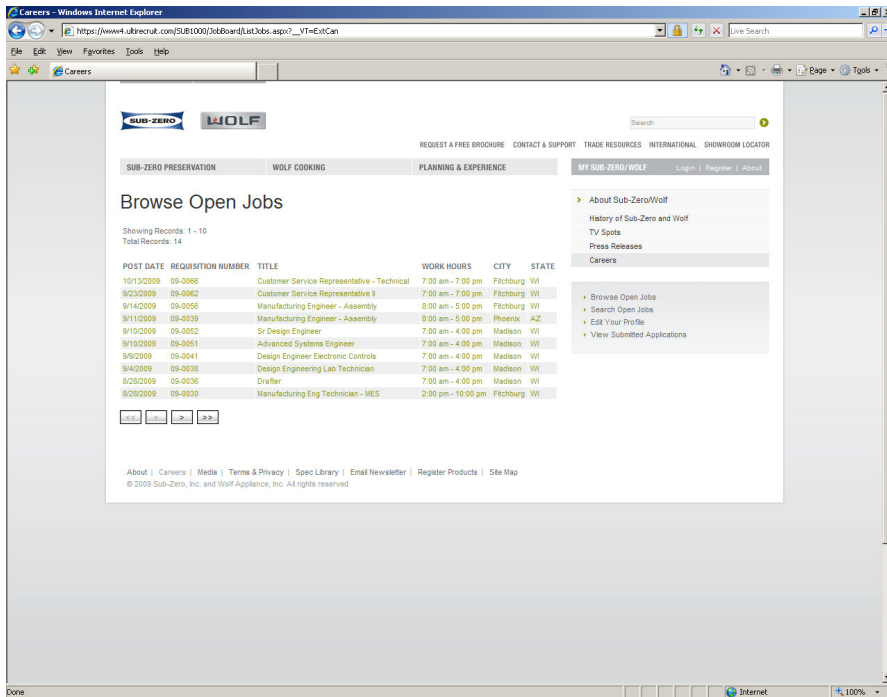 Careers - Windows Internet Explorer
https://www4.ultirecruit.com/SUB1000/JobBoard/ListJobs.aspx?__VT=ExtCan
Live Search
File Edit View Favorites Tools Help
Careers
Page Tools
SUB-ZERO WOLF
Search
REQUEST A FREE BROCHURE CONTACT & SUPPORT TRADE RESOURCES INTERNATIONAL SHOWROOM LOCATOR
SUB-ZERO PRESERVATION WOLF COOKING PLANNING & EXPERIENCE MY SUB-ZERO/WOLF Login | Register | About
Browse Open Jobs
Showing Records: 1 - 10
Total Records: 14
POST DATE REQUISITION NUMBER TITLE WORK HOURS CITY STATE
10/13/2009 09-0066 Customer Service Representative - Technical 7:00 am - 7:00 pm Fitchburg WI
9/23/2009 09-0062 Customer Service Representative II 7:00 am - 7:00 pm Fitchburg WI
9/14/2009 09-0056 Manufacturing Engineer - Assembly 8:00 am - 5:00 pm Fitchburg WI
9/11/2009 09-0039 Manufacturing Engineer - Assembly 8:00 am - 5:00 pm Phoenix AZ
9/10/2009 09-0052 Sr Design Engineer 7:00 am - 4:00 pm Madison WI
9/10/2009 09-0051 Advanced Systems Engineer 7:00 am - 4:00 pm Madison WI
9/9/2009 09-0041 Design Engineer Electronic Controls 7:00 am - 4:00 pm Madison WI
9/4/2009 09-0038 Design Engineering Lab Technician 7:00 am - 4:00 pm Madison WI
8/28/2009 09-0036 Drafter 7:00 am - 4:00 pm Madison WI
8/28/2009 09-0030 Manufacturing Eng Technician - MES 2:00 pm - 10:00 pm Fitchburg WI
<< < > >>
About Sub-Zero/Wolf
History of Sub-Zero and Wolf
TV Spots
Press Releases
Careers
Browse Open Jobs
Search Open Jobs
Edit Your Profile
View Submitted Applications
About | Careers | Media | Terms & Privacy | Spec Library | Email Newsletter | Register Products | Site Map
© 2009 Sub-Zero, Inc. and Wolf Appliance, Inc. All rights reserved
Done Internet 100%